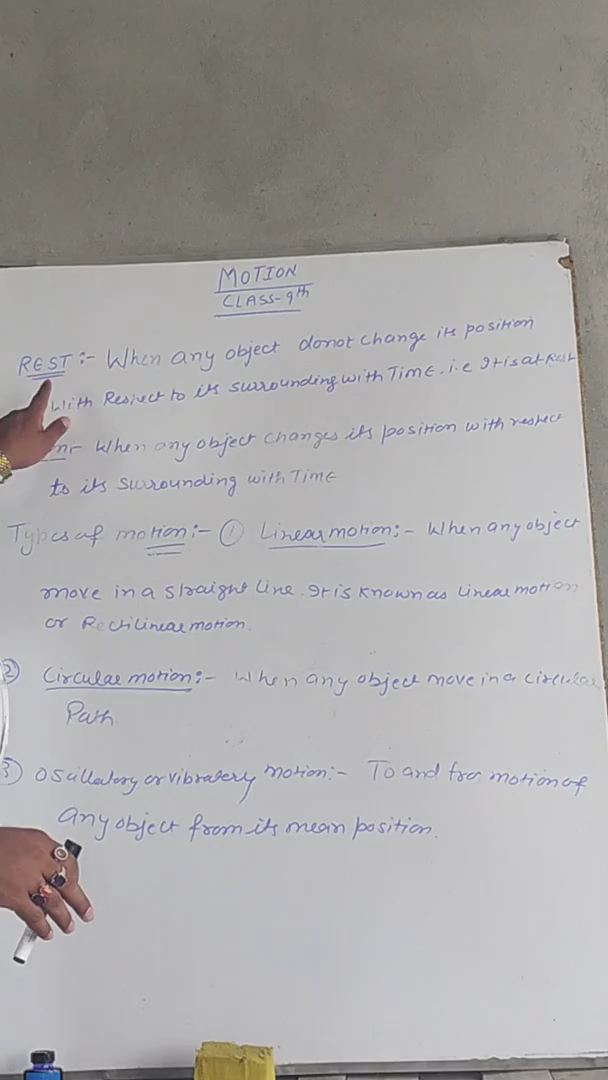 MOTION
CLASS-9th
REST:- When any object donot change its position
With Respect to its surrounding with TIME. i.e It is at Rest
When any object changes its position with respect
to its surrounding with TIME
Types of motion:- ① Linear motion:- When any object
move in a straight line. It is known as linear motion
or Rectilinear motion.
② Circular motion:- When any object move in a circular
Path.
③ Oscillatory or vibratery motion:- To and fro motion of
any object from its mean position.